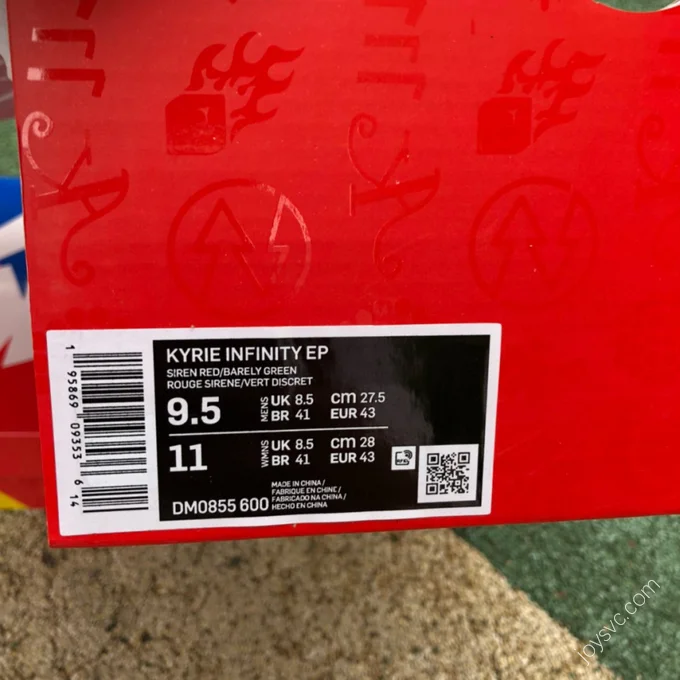 KYRIE INFINITY EP
SIREN RED/BARELY GREEN
ROUGE SIRENE/VERT DISCRET
9.5 MENS UK 8.5 cm 27.5
BR 41 EUR 43
11 WMNS UK 8.5 cm 28
BR 41 EUR 43
DM0855 600
MADE IN CHINA /
FABRIQUE EN CHINE /
FABRICADO NA CHINA /
HECHO EN CHINA
1 95869 09353 6 14
joysvc.com